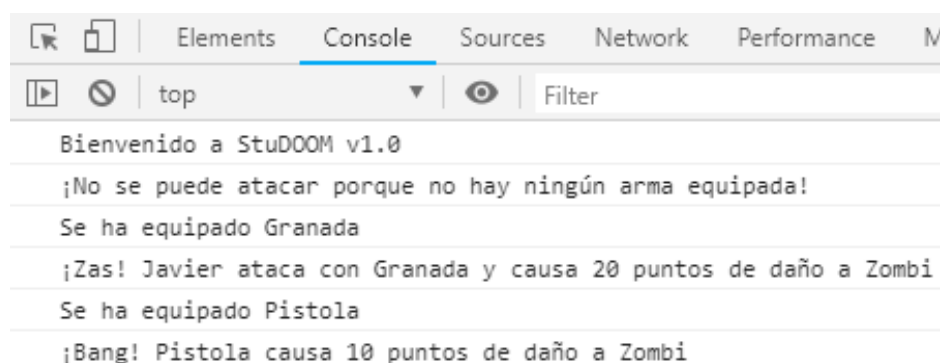 Elements Console Sources Network Performance
top Filter
Bienvenido a StuDOOM v1.0
¡No se puede atacar porque no hay ningún arma equipada!
Se ha equipado Granada
¡Zas! Javier ataca con Granada y causa 20 puntos de daño a Zombi
Se ha equipado Pistola
¡Bang! Pistola causa 10 puntos de daño a Zombi